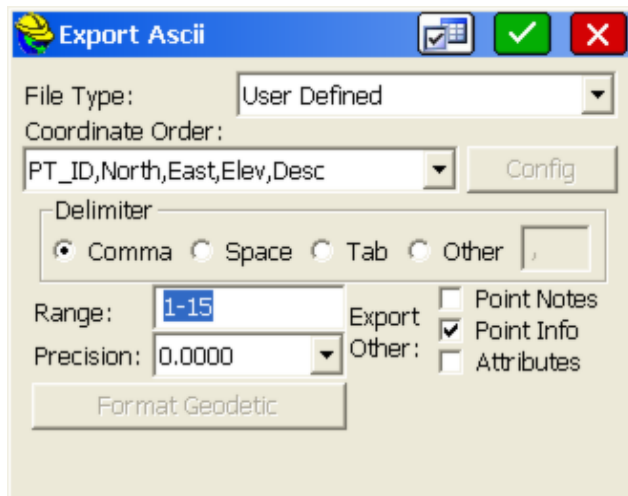 Export Ascii
File Type: User Defined
Coordinate Order:
PT_ID,North,East,Elev,Desc Config
Delimiter
Comma Space Tab Other ,
Range: 1-15 Export Other: Point Notes
Point Info
Precision: 0.0000 Attributes
Format Geodetic